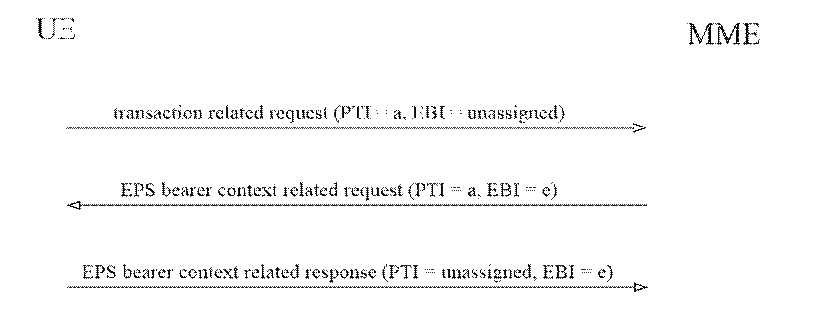 UE
MME
transaction related request (PTI = a, EBI = unassigned)
EPS bearer context related request (PTI = a, EBI = e)
EPS bearer context related response (PTI = unassigned, EBI = e)